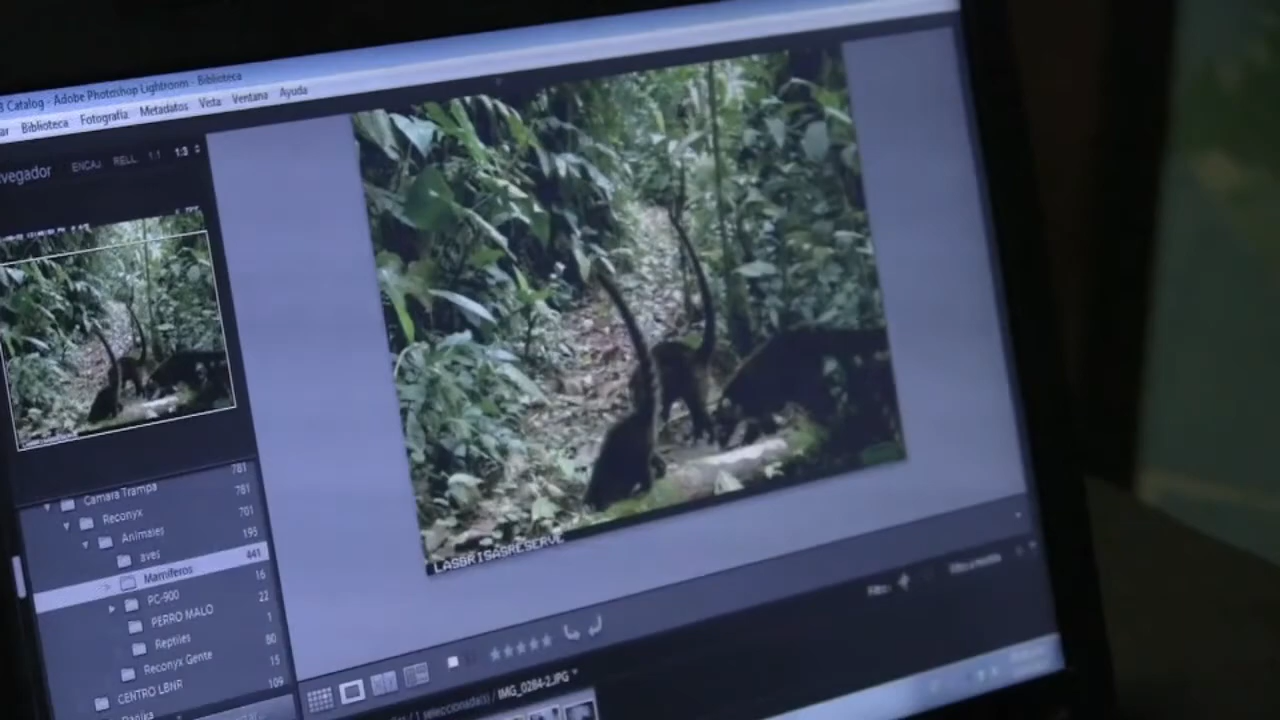 Catalog - Adobe Photoshop Lightroom - Biblioteca
Biblioteca Fotografía Metadatos Vista Ventana Ayuda
ENCAJ RELL. 1:1 1:3
781
Camara Trampa 781
Reconyx 701
Animales 195
aves 441
Mamiferos 16
PC-900 22
PERRO MALO 1
Reptiles 80
Reconyx Gente 15
CENTRO LBNR 109
LASBRISASRESERVE
IMG_0284-2.JPG